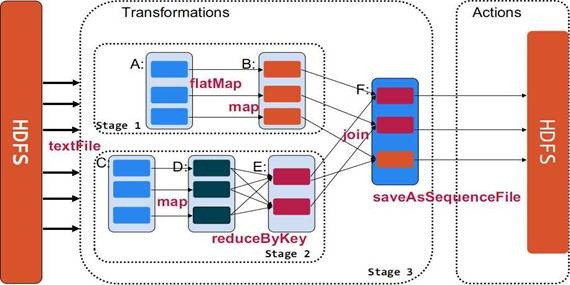 Transformations
Actions
A:
B:
flatMap
map
Stage 1
F:
HDFS
textFile
join
HDFS
C:
D:
E:
map
reduceByKey
Stage 2
saveAsSequenceFile
Stage 3